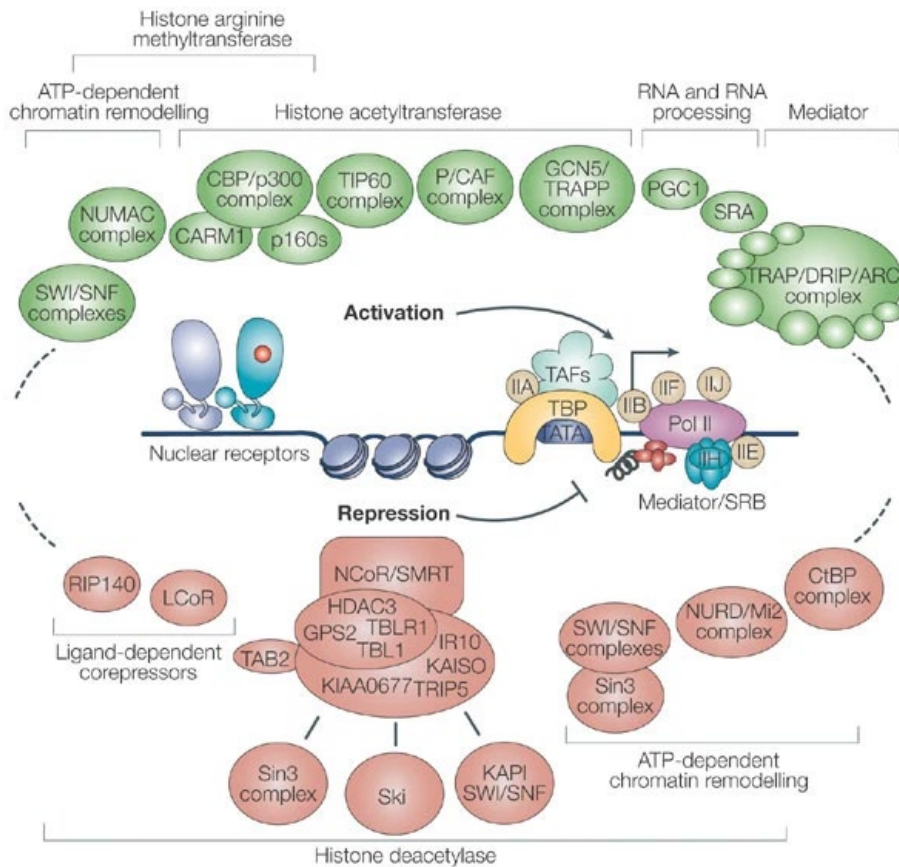 Histone arginine
methyltransferase
ATP-dependent
chromatin remodelling
Histone acetyltransferase
RNA and RNA
processing
Mediator
CBP/p300
complex
TIP60
complex
P/CAF
complex
GCN5/
TRAPP
complex
PGC1
SRA
NUMAC
complex
CARM1
p160s
SWI/SNF
complexes
TRAP/DRIP/ARC
complex
Activation
TAFs
IIA
TBP
TATA
IIB
IIF
IIJ
Pol II
IIH
IIE
Nuclear receptors
Mediator/SRB
Repression
RIP140
LCoR
Ligand-dependent
corepressors
NCoR/SMRT
HDAC3
GPS2
TBLR1
TBL1
TAB2
IR10
KAISO
KIAA0677
TRIP5
SWI/SNF
complexes
Sin3
complex
NURD/Mi2
complex
CtBP
complex
ATP-dependent
chromatin remodelling
Sin3
complex
Ski
KAPI
SWI/SNF
Histone deacetylase